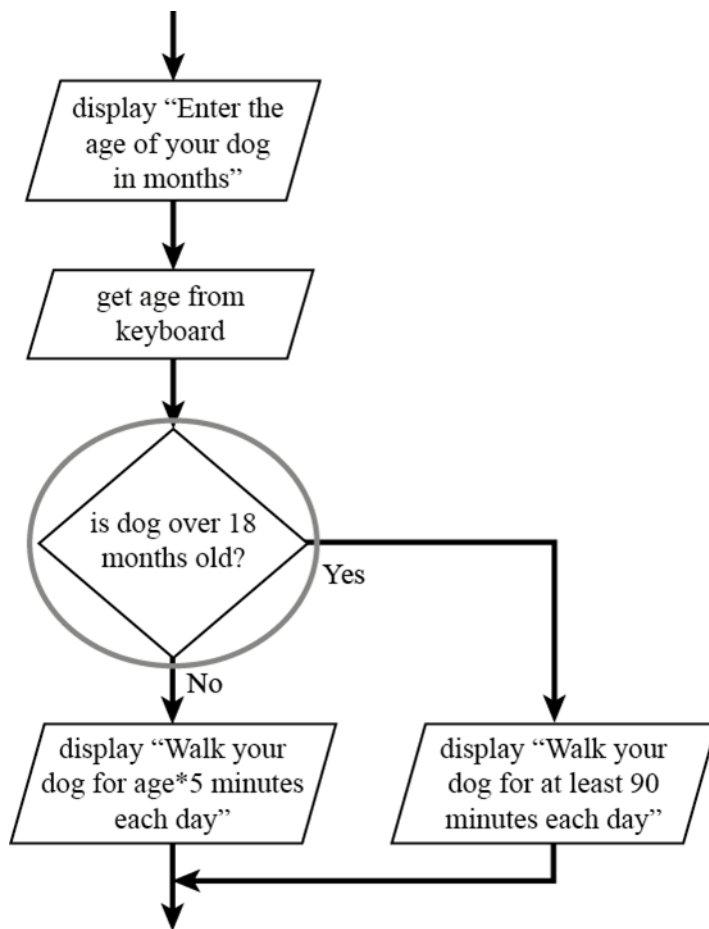 display “Enter the
age of your dog
in months”
get age from
keyboard
is dog over 18
months old?
Yes
No
display “Walk your
dog for age*5 minutes
each day”
display “Walk your
dog for at least 90
minutes each day”